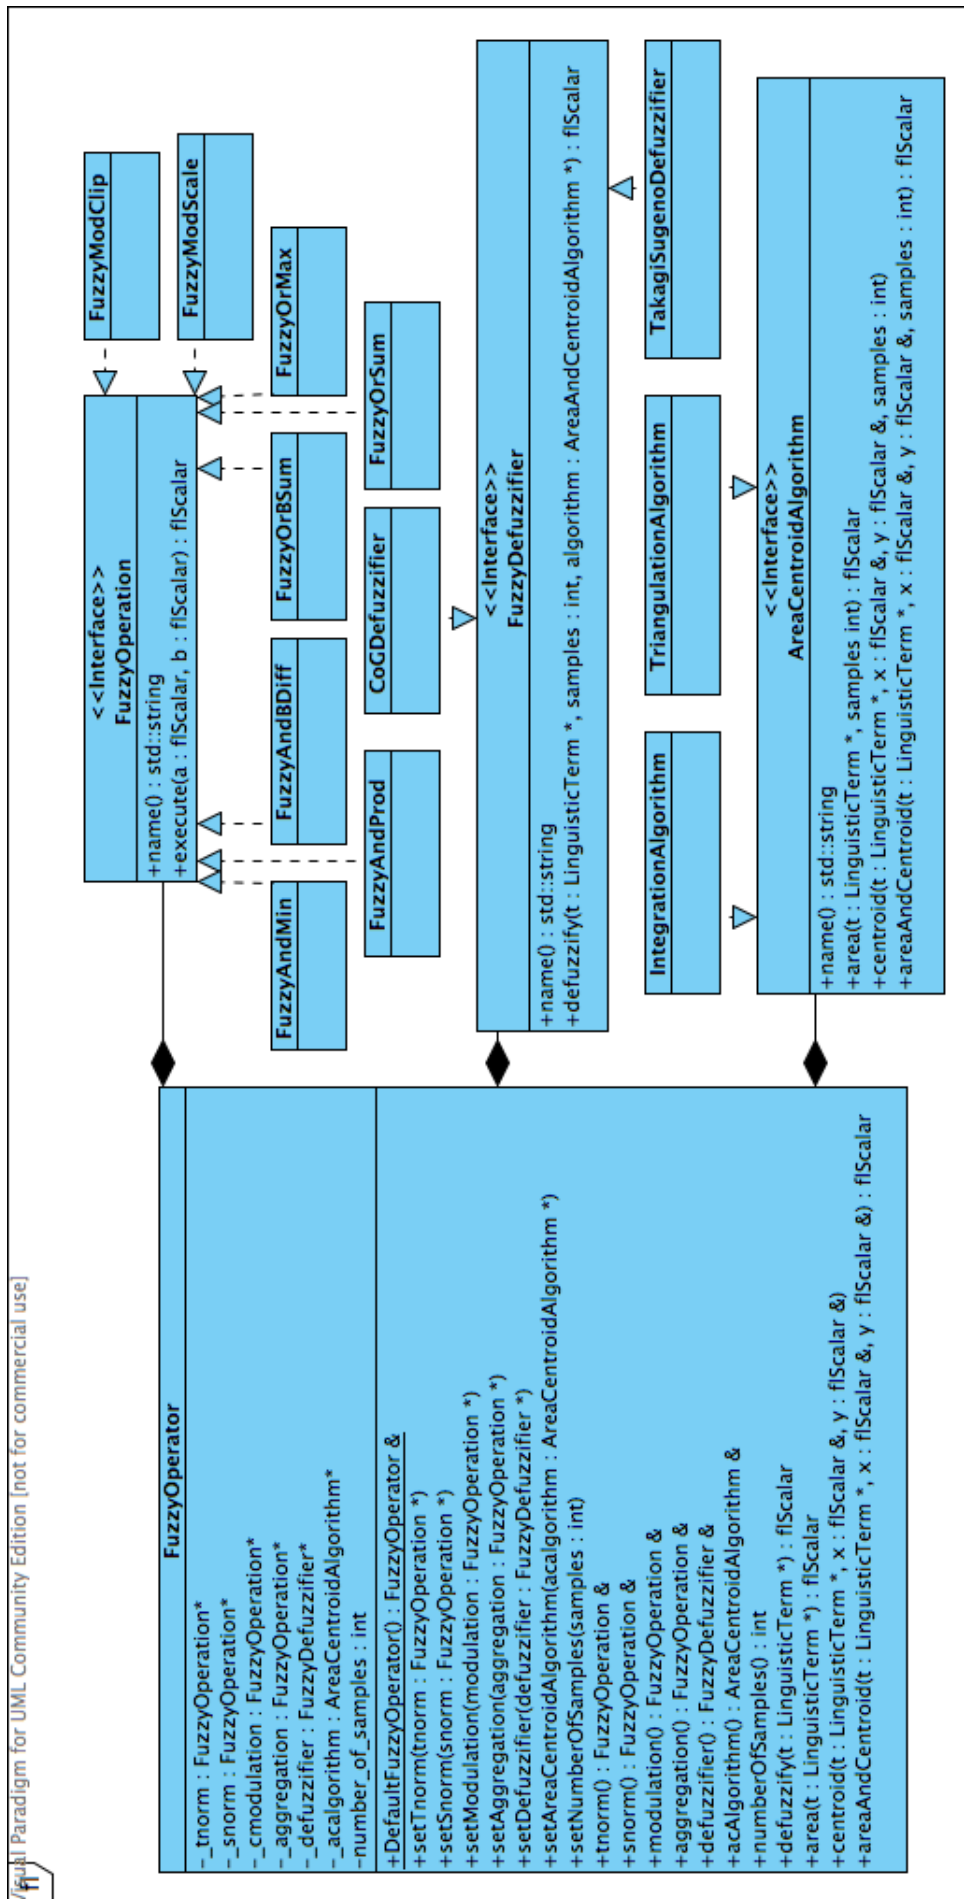 Visual Paradigm for UML Community Edition [not for commercial use]
fl
FuzzyOperator
-_tnorm : FuzzyOperation*
-_snorm : FuzzyOperation*
-_cmodulation : FuzzyOperation*
-_aggregation : FuzzyOperation*
-_defuzzifier : FuzzyDefuzzifier*
-_acalgorithm : AreaCentroidAlgorithm*
-number_of_samples : int
+DefaultFuzzyOperator() : FuzzyOperator &
+setTnorm(tnorm : FuzzyOperation *)
+setSnorm(snorm : FuzzyOperation *)
+setModulation(modulation : FuzzyOperation *)
+setAggregation(aggregation : FuzzyOperation *)
+setDefuzzifier(defuzzifier : FuzzyDefuzzifier *)
+setAreaCentroidAlgorithm(acalgorithm : AreaCentroidAlgorithm *)
+setNumberOfSamples(samples : int)
+tnorm() : FuzzyOperation &
+snorm() : FuzzyOperation &
+modulation() : FuzzyOperation &
+aggregation() : FuzzyOperation &
+defuzzifier() : FuzzyDefuzzifier &
+acAlgorithm() : AreaCentroidAlgorithm &
+numberOfSamples() : int
+defuzzify(t : LinguisticTerm *) : flScalar
+area(t : LinguisticTerm *) : flScalar
+centroid(t : LinguisticTerm *, x : flScalar &, y : flScalar &)
+areaAndCentroid(t : LinguisticTerm *, x : flScalar &, y : flScalar &) : flScalar
<<Interface>>
FuzzyOperation
+name() : std::string
+execute(a : flScalar, b : flScalar) : flScalar
FuzzyModClip
FuzzyModScale
FuzzyAndMin
FuzzyAndBDiff
FuzzyOrBSum
FuzzyOrMax
FuzzyAndProd
CoGDefuzzifier
FuzzyOrSum
<<Interface>>
FuzzyDefuzzifier
+name() : std::string
+defuzzify(t : LinguisticTerm *, samples : int, algorithm : AreaAndCentroidAlgorithm *) : flScalar
IntegrationAlgorithm
TriangulationAlgorithm
TakagiSugenoDefuzzifier
<<Interface>>
AreaCentroidAlgorithm
+name() : std::string
+area(t : LinguisticTerm *, samples int) : flScalar
+centroid(t : LinguisticTerm *, x : flScalar &, y : flScalar &, samples : int)
+areaAndCentroid(t : LinguisticTerm *, x : flScalar &, y : flScalar &, samples : int) : flScalar